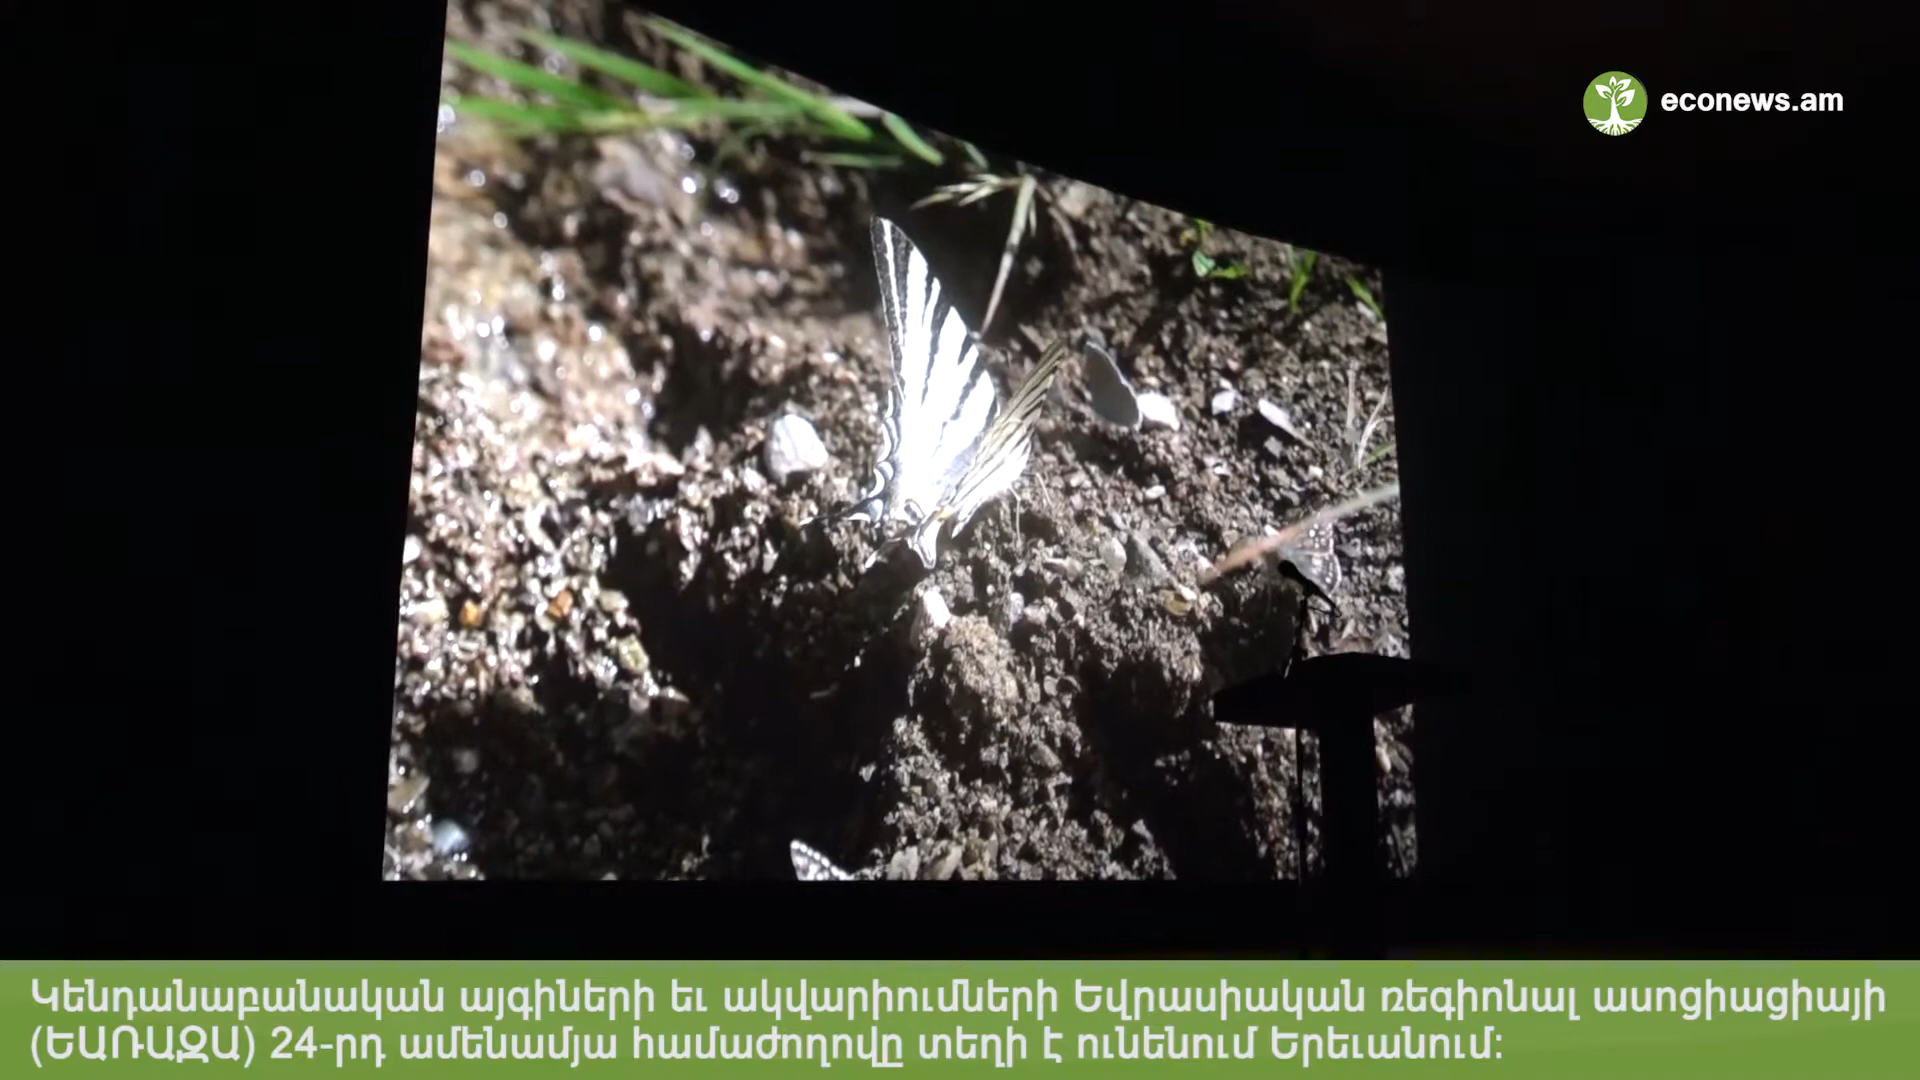 econews.am
Կենդանաբանական այգիների եւ ակվարիումների Եվրասիական ռեգիոնալ ասոցիացիայի
(ԵԱՌԱԶԱ) 24-րդ ամենամյա համաժողովը տեղի է ունենում Երեւանում: